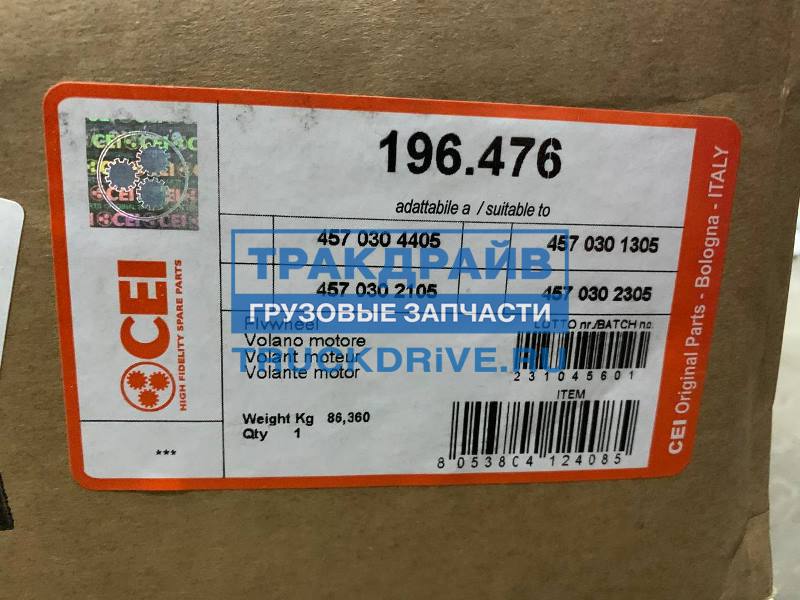 196.476
adattabile a / suitable to
457 030 4405
457 030 1305
457 030 2105
457 030 2305
ТРАКДРАЙВ
ГРУЗОВЫЕ ЗАПЧАСТИ
TRUCKDRiVE.RU
Flywheel
Volano motore
Voant moteur
Volante motor
LOTTO nr./BATCH no.
231045601
ITEM
Weight Kg 86,360
Qty 1
8 0538C4 124085
***
CEI
HIGH FIDELITY SPARE PARTS
CEI Original Parts - Bologna - ITALY